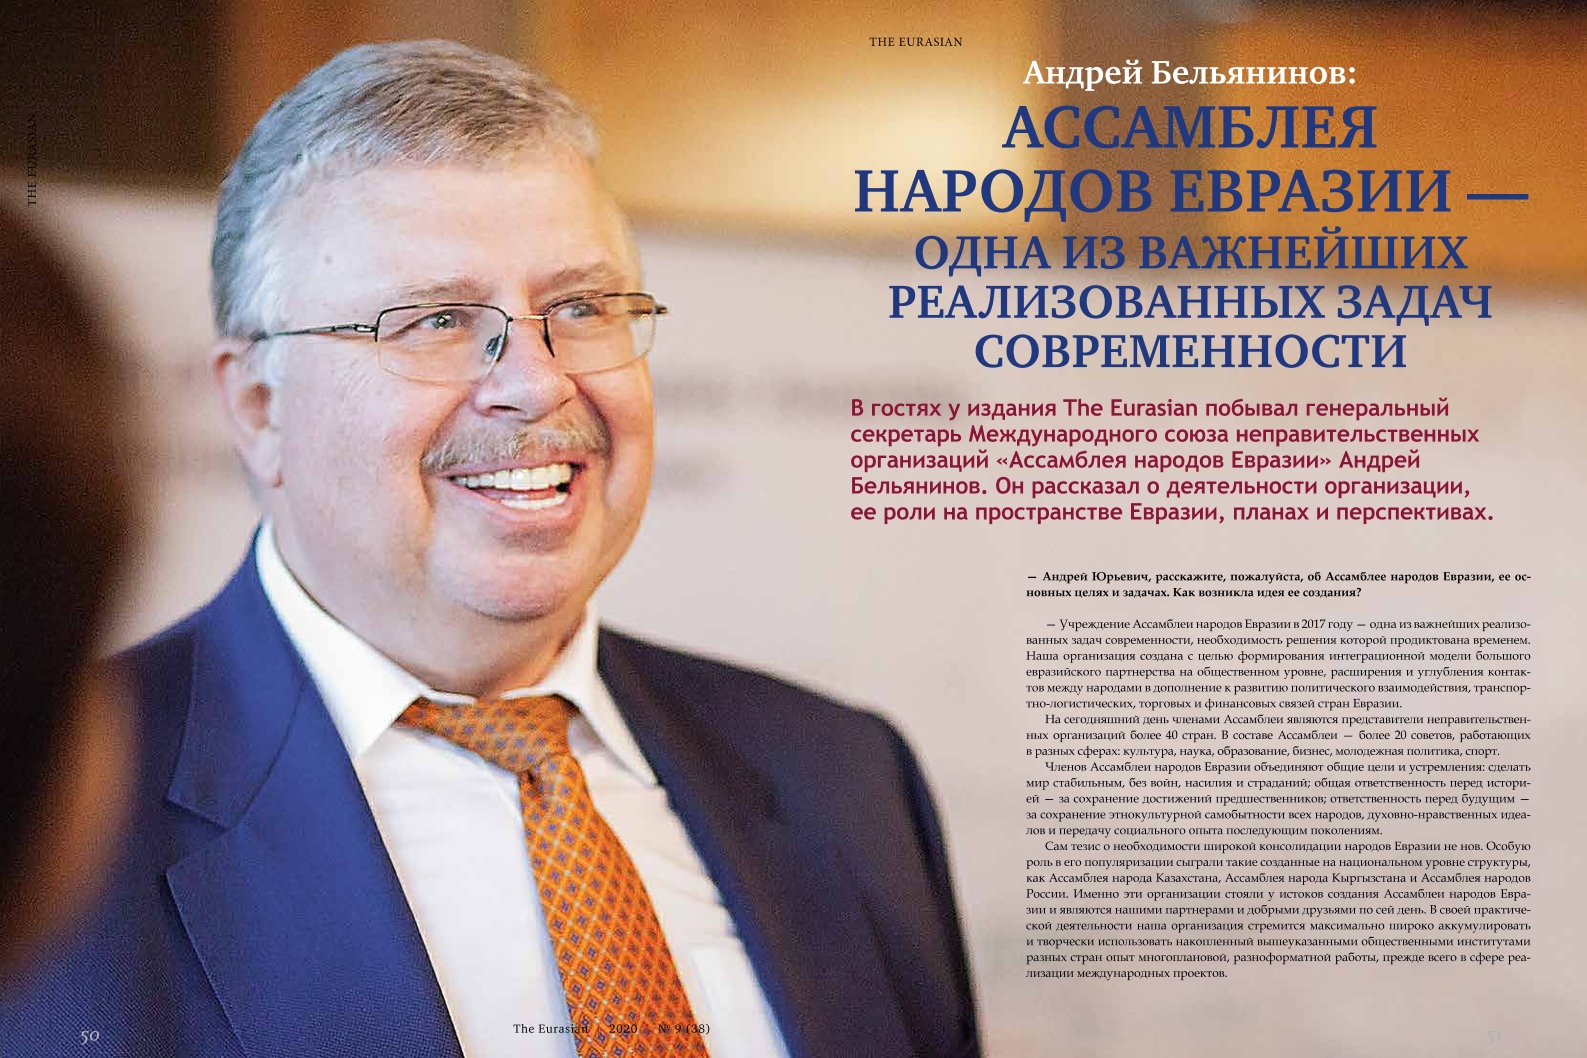 THE EURASIAN
THE EURASIAN
Андрей Бельянинов:
АССАМБЛЕЯ
НАРОДОВ ЕВРАЗИИ —
ОДНА ИЗ ВАЖНЕЙШИХ
РЕАЛИЗОВАННЫХ ЗАДАЧ
СОВРЕМЕННОСТИ
В гостях у издания The Eurasian побывал генеральный
секретарь Международного союза неправительственных
организаций «Ассамблея народов Евразии» Андрей
Бельянинов. Он рассказал о деятельности организации,
ее роли на пространстве Евразии, планах и перспективах.
— Андрей Юрьевич, расскажите, пожалуйста, об Ассамблее народов Евразии, ее ос-
новных целях и задачах. Как возникла идея ее создания?
— Учреждение Ассамблеи народов Евразии в 2017 году — одна из важнейших реализо-
ванных задач современности, необходимость решения которой продиктована временем.
Наша организация создана с целью формирования интеграционной модели большого
евразийского партнерства на общественном уровне, расширения и углубления контак-
тов между народами в дополнение к развитию политического взаимодействия, транспор-
тно-логистических, торговых и финансовых связей стран Евразии.
На сегодняшний день членами Ассамблеи являются представители неправительствен-
ных организаций более 40 стран. В составе Ассамблеи — более 20 советов, работающих
в разных сферах: культура, наука, образование, бизнес, молодежная политика, спорт.
Членов Ассамблеи народов Евразии объединяют общие цели и устремления: сделать
мир стабильным, без войн, насилия и страданий; общая ответственность перед истори-
ей — за сохранение достижений предшественников; ответственность перед будущим —
за сохранение этнокультурной самобытности всех народов, духовно-нравственных идеа-
лов и передачу социального опыта последующим поколениям.
Сам тезис о необходимости широкой консолидации народов Евразии не нов. Особую
роль в его популяризации сыграли такие созданные на национальном уровне структуры,
как Ассамблея народа Казахстана, Ассамблея народа Кыргызстана и Ассамблея народов
России. Именно эти организации стояли у истоков создания Ассамблеи народов Евра-
зии и являются нашими партнерами и добрыми друзьями по сей день. В своей практиче-
ской деятельности наша организация стремится максимально широко аккумулировать
и творчески использовать накопленный вышеуказанными общественными институтами
разных стран опыт многоплановой, разноформатной работы, прежде всего в сфере реа-
лизации международных проектов.
50
The Eurasian | 2020 | № 9 (38)
51